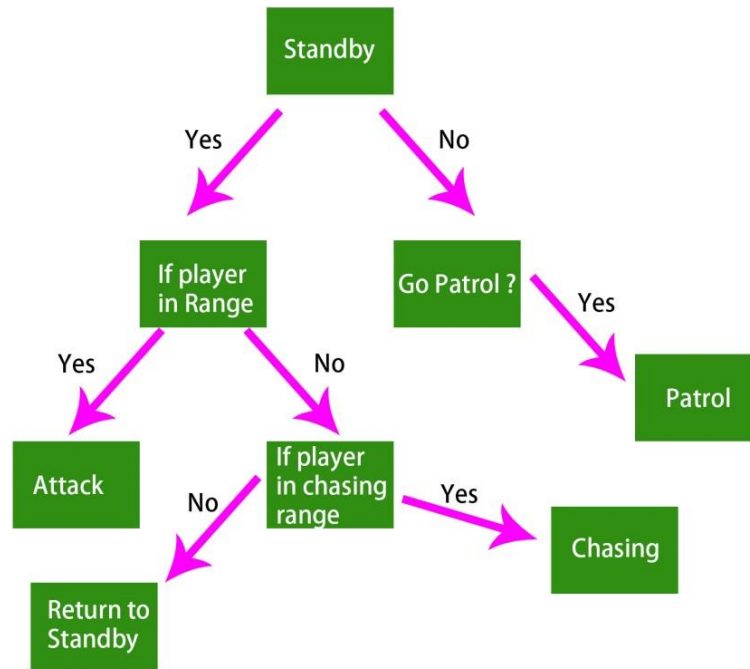 Standby
Yes
No
If player
in Range
Go Patrol ?
Yes
Yes
No
Patrol
Attack
If player
in chasing
range
No
Yes
Chasing
Return to
Standby